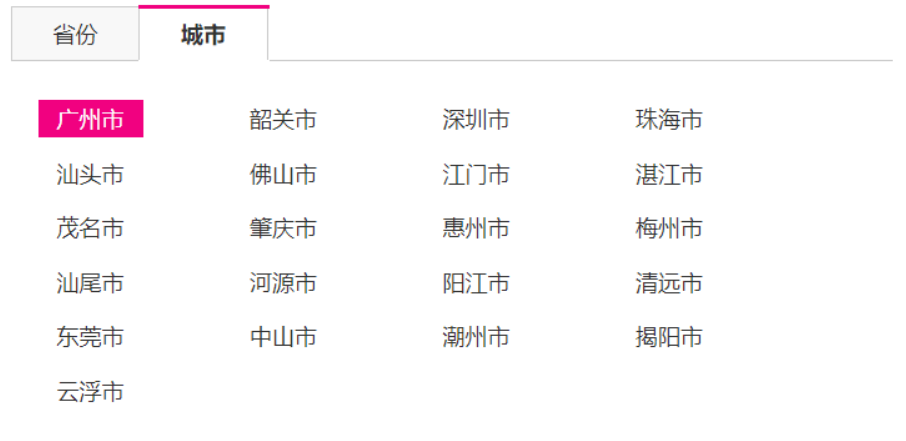 省份 城市
广州市 韶关市 深圳市 珠海市
汕头市 佛山市 江门市 湛江市
茂名市 肇庆市 惠州市 梅州市
汕尾市 河源市 阳江市 清远市
东莞市 中山市 潮州市 揭阳市
云浮市